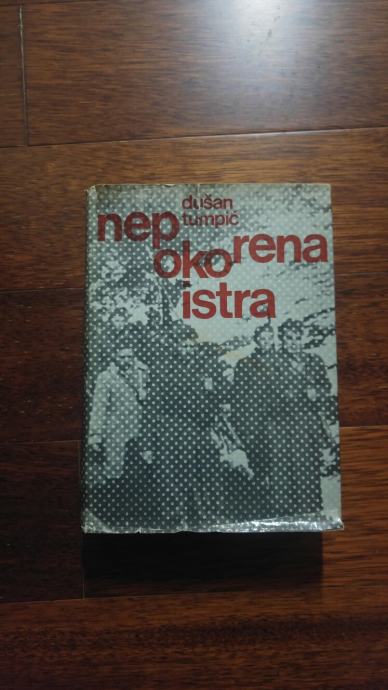 dušan
tumpić
nep
oko
rena
istra